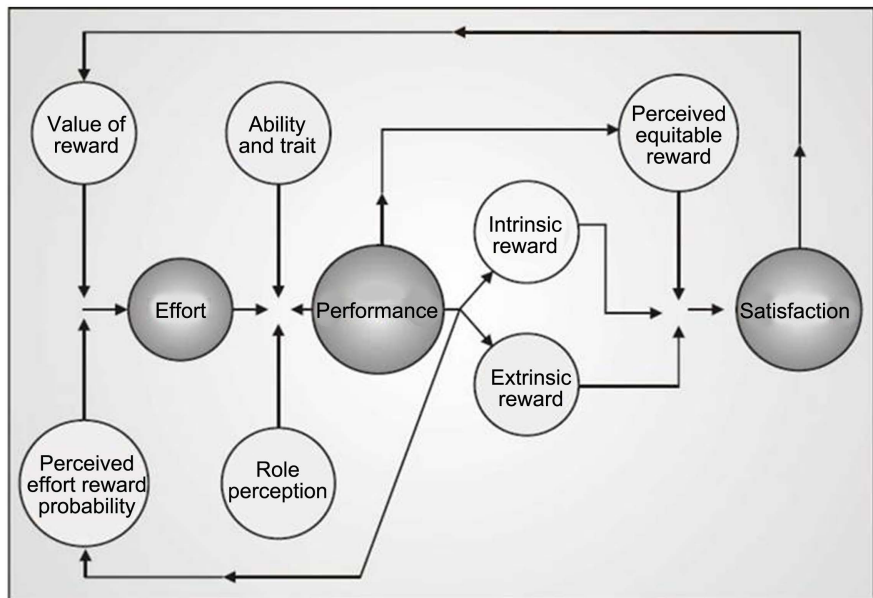 Value of
reward
Ability
and trait
Perceived
equitable
reward
Intrinsic
reward
Effort
Performance
Satisfaction
Extrinsic
reward
Perceived
effort reward
probability
Role
perception